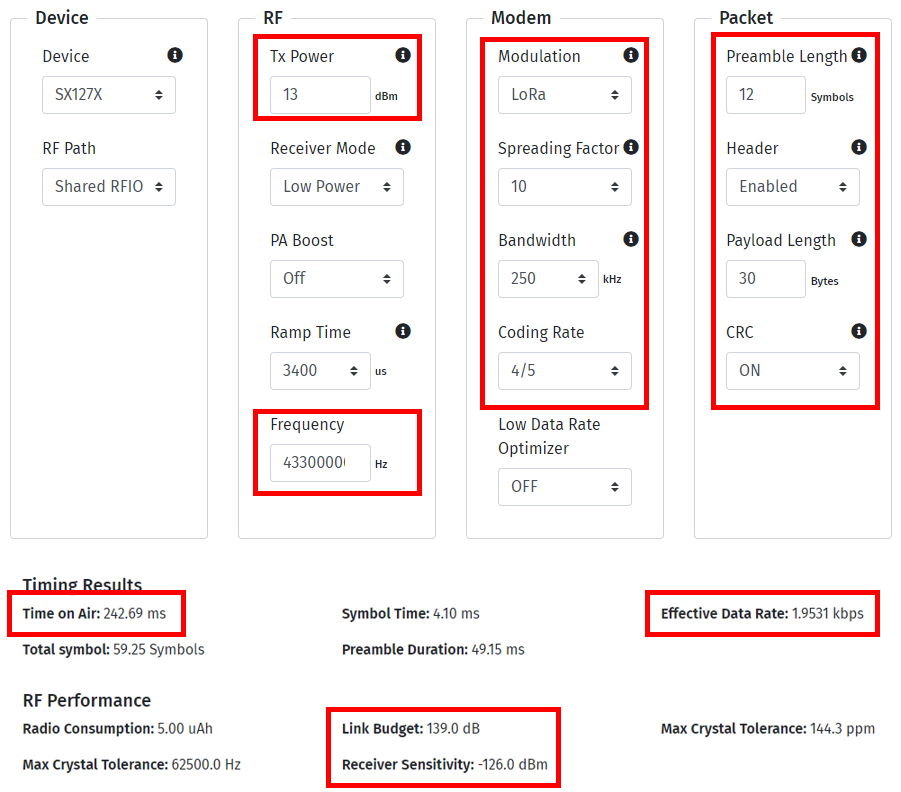 Device
Device
SX127X
RF Path
Shared RFIO
RF
Tx Power
13 dBm
Receiver Mode
Low Power
PA Boost
Off
Ramp Time
3400 us
Frequency
43300000 Hz
Modem
Modulation
LoRa
Spreading Factor
10
Bandwidth
250 kHz
Coding Rate
4/5
Low Data Rate
Optimizer
OFF
Packet
Preamble Length
12 Symbols
Header
Enabled
Payload Length
30 Bytes
CRC
ON
Timing Results
Time on Air: 242.69 ms
Symbol Time: 4.10 ms
Effective Data Rate: 1.9531 kbps
Total symbol: 59.25 Symbols
Preamble Duration: 49.15 ms
RF Performance
Radio Consumption: 5.00 uAh
Link Budget: 139.0 dB
Max Crystal Tolerance: 144.3 ppm
Max Crystal Tolerance: 62500.0 Hz
Receiver Sensitivity: -126.0 dBm